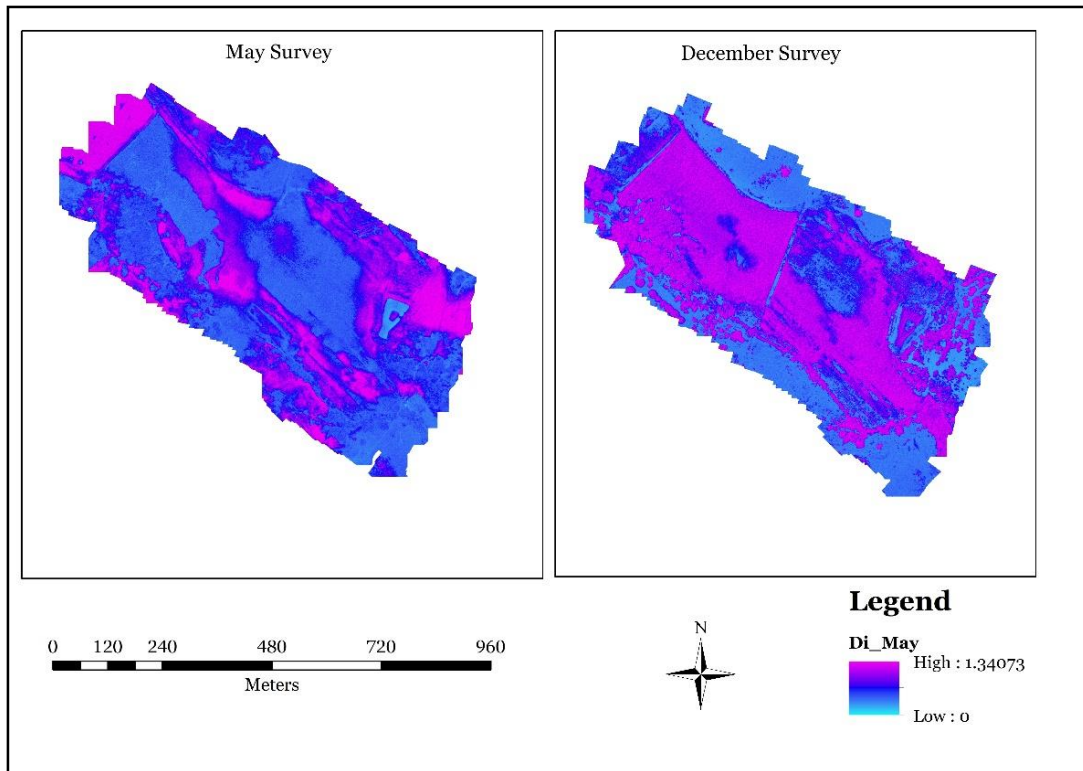 May Survey
December Survey
0 120 240 480 720 960
Meters
N
Legend
Di_May
High : 1.34073
Low : 0